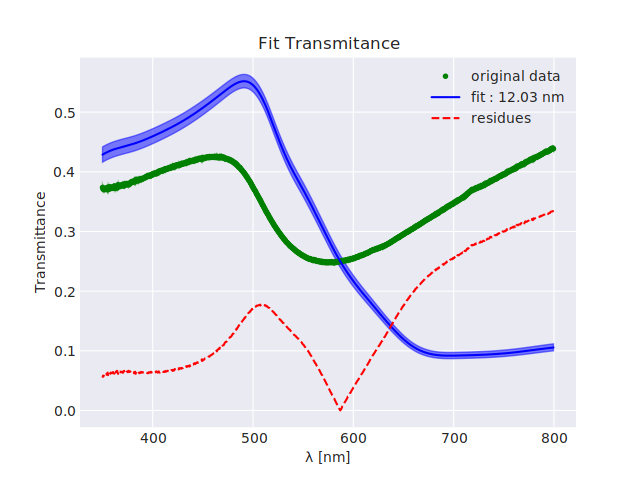 Fit Transmitance
original data
fit : 12.03 nm
residues
Transmittance
0.5
0.4
0.3
0.2
0.1
0.0
400 500 600 700 800
λ [nm]